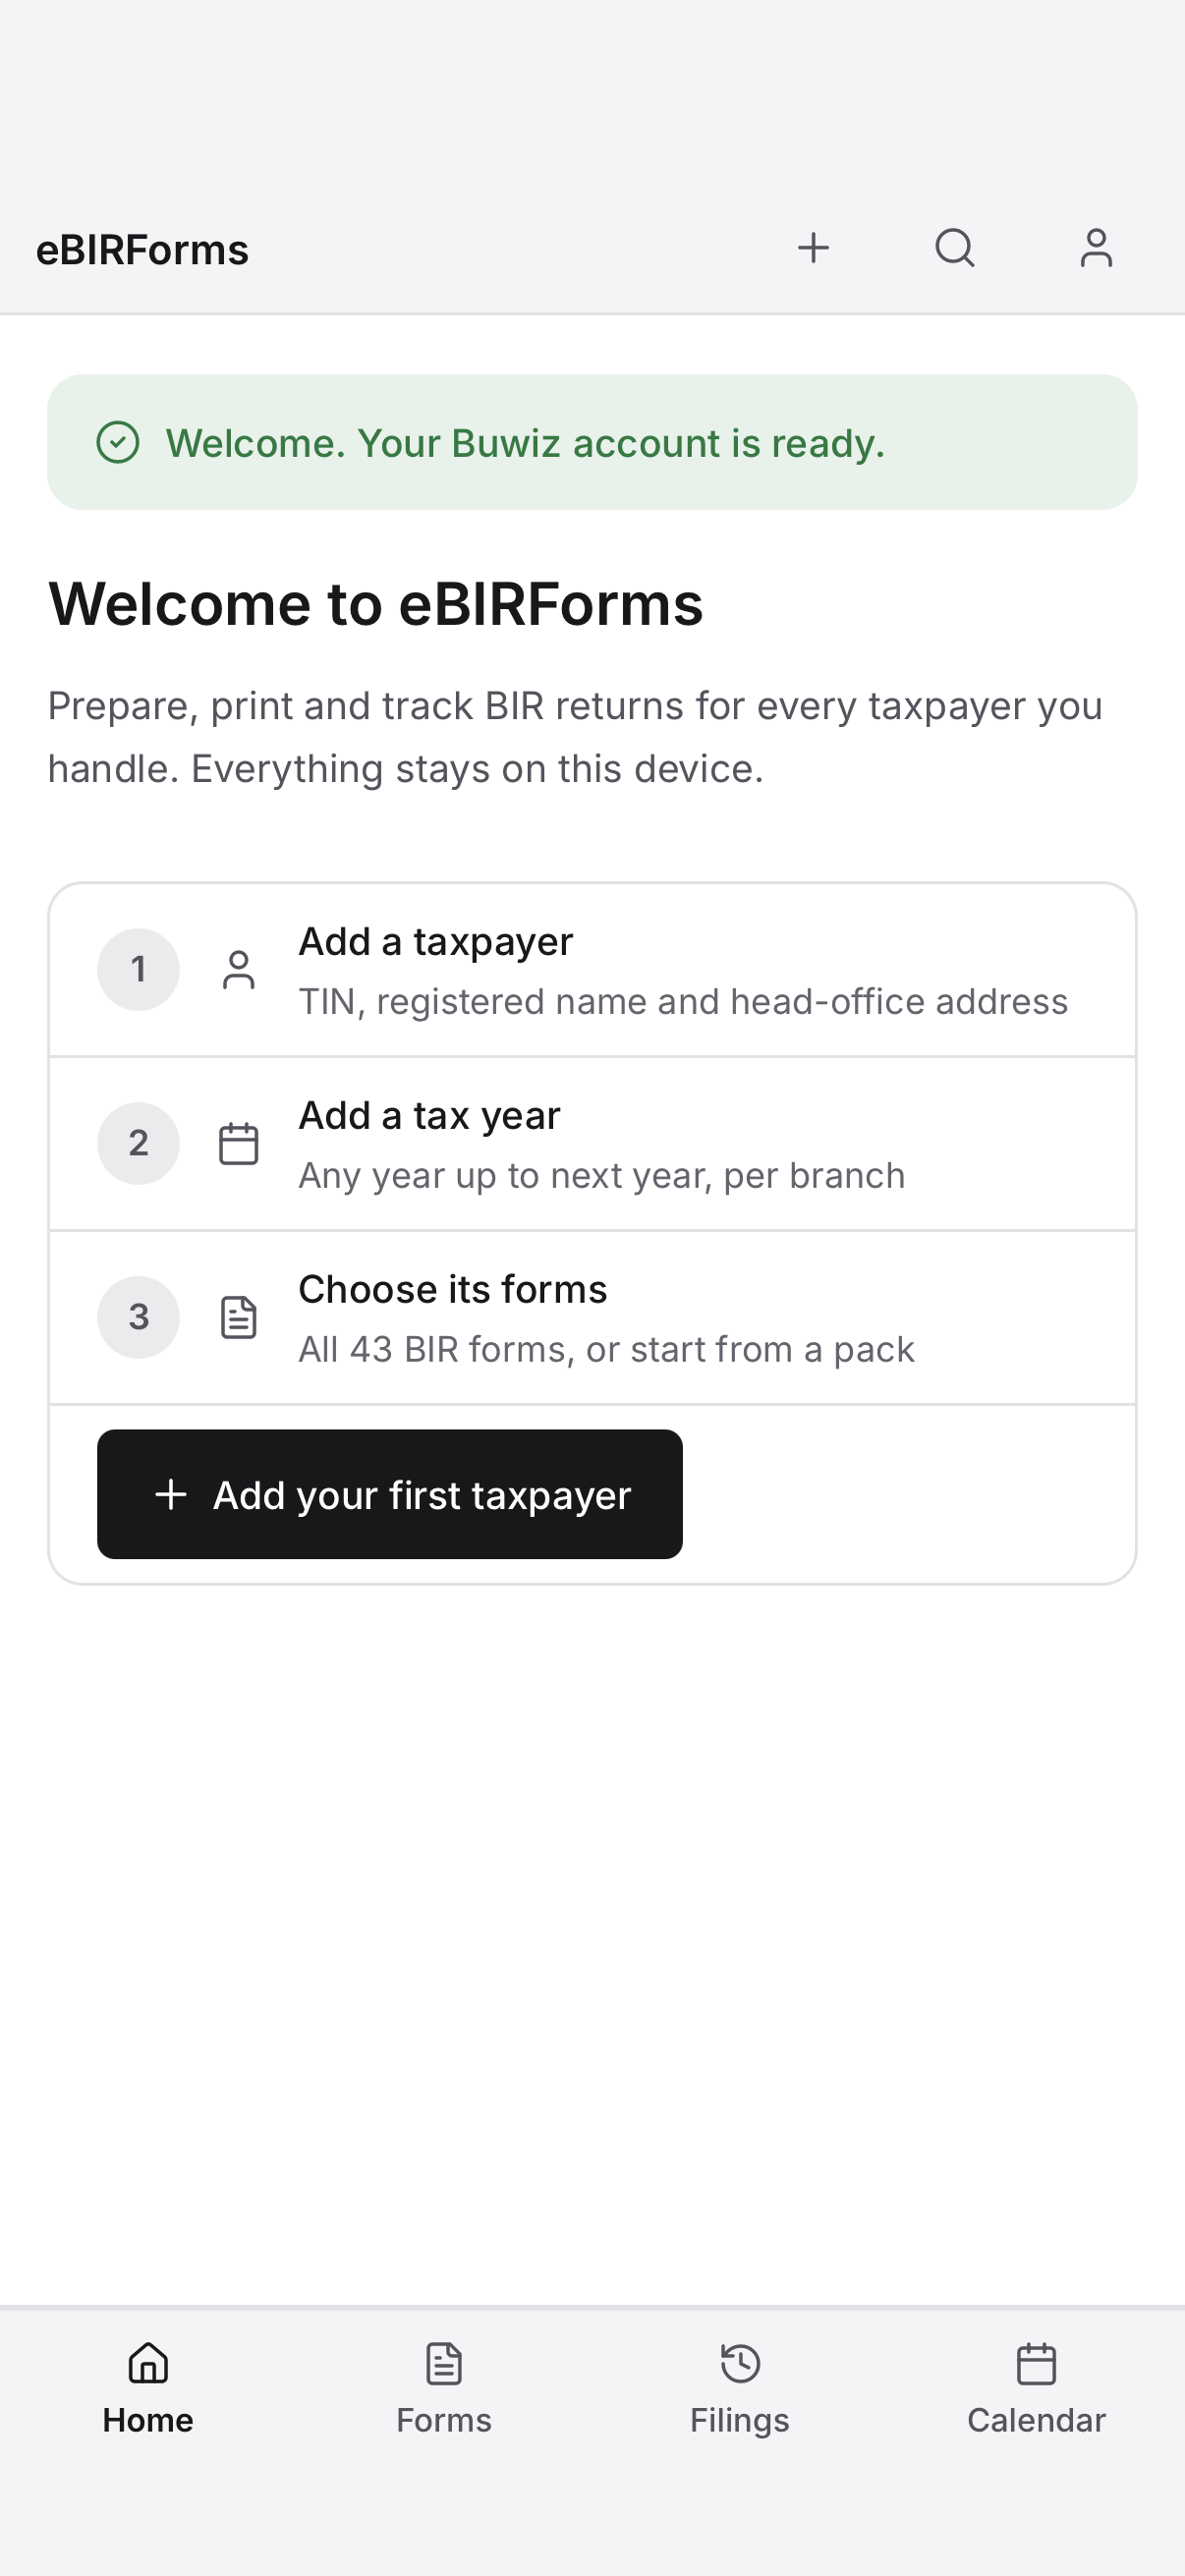 eBIRForms
Welcome. Your Buwiz account is ready.
Welcome to eBIRForms
Prepare, print and track BIR returns for every taxpayer you
handle. Everything stays on this device.
1
Add a taxpayer
TIN, registered name and head-office address
2
Add a tax year
Any year up to next year, per branch
3
Choose its forms
All 43 BIR forms, or start from a pack
Add your first taxpayer
Home
Forms
Filings
Calendar